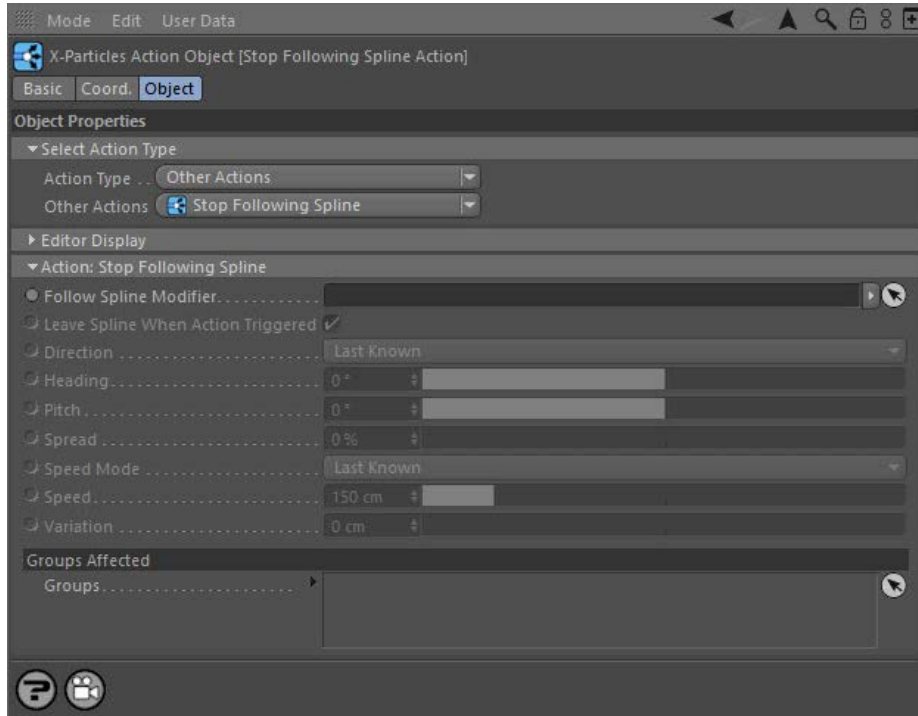 Mode Edit User Data
X-Particles Action Object [Stop Following Spline Action]
Basic Coord. Object
Object Properties
Select Action Type
Action Type . . Other Actions
Other Actions Stop Following Spline
Editor Display
Action: Stop Following Spline
Follow Spline Modifier
Leave Spline When Action Triggered
Direction Last Known
Heading 0 °
Pitch 0 °
Spread 0 %
Speed Mode Last Known
Speed 150 cm
Variation 0 cm
Groups Affected
Groups